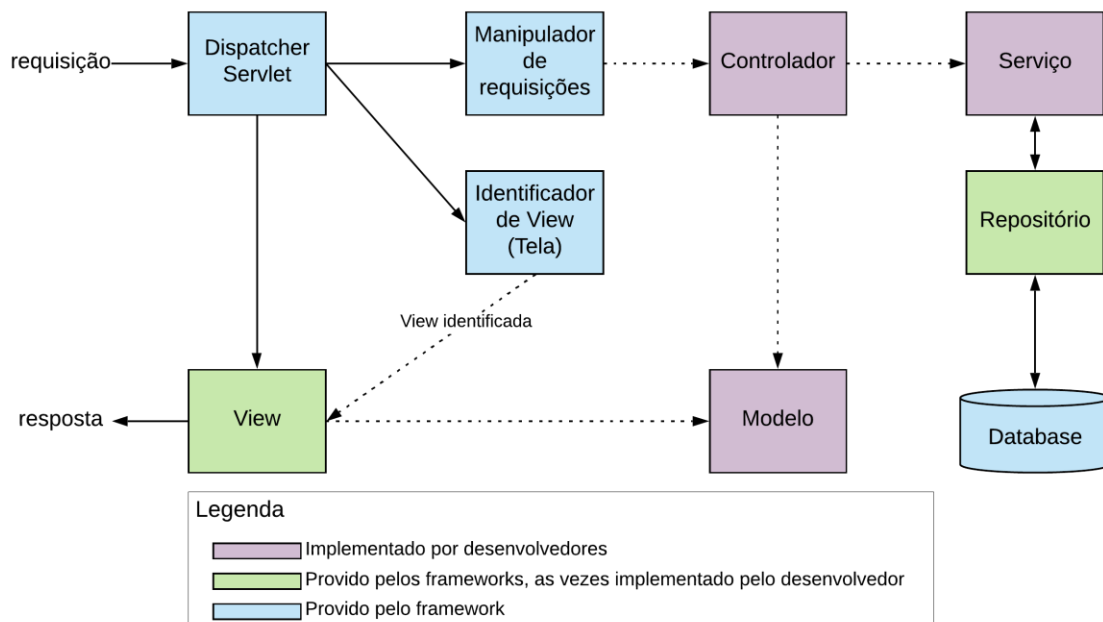 requisição
Dispatcher
Servlet
Manipulador
de
requisições
Controlador
Serviço
Identificador
de View
(Tela)
Repositório
View identificada
resposta
View
Modelo
Database
Legenda
Implementado por desenvolvedores
Provido pelos frameworks, as vezes implementado pelo desenvolvedor
Provido pelo framework